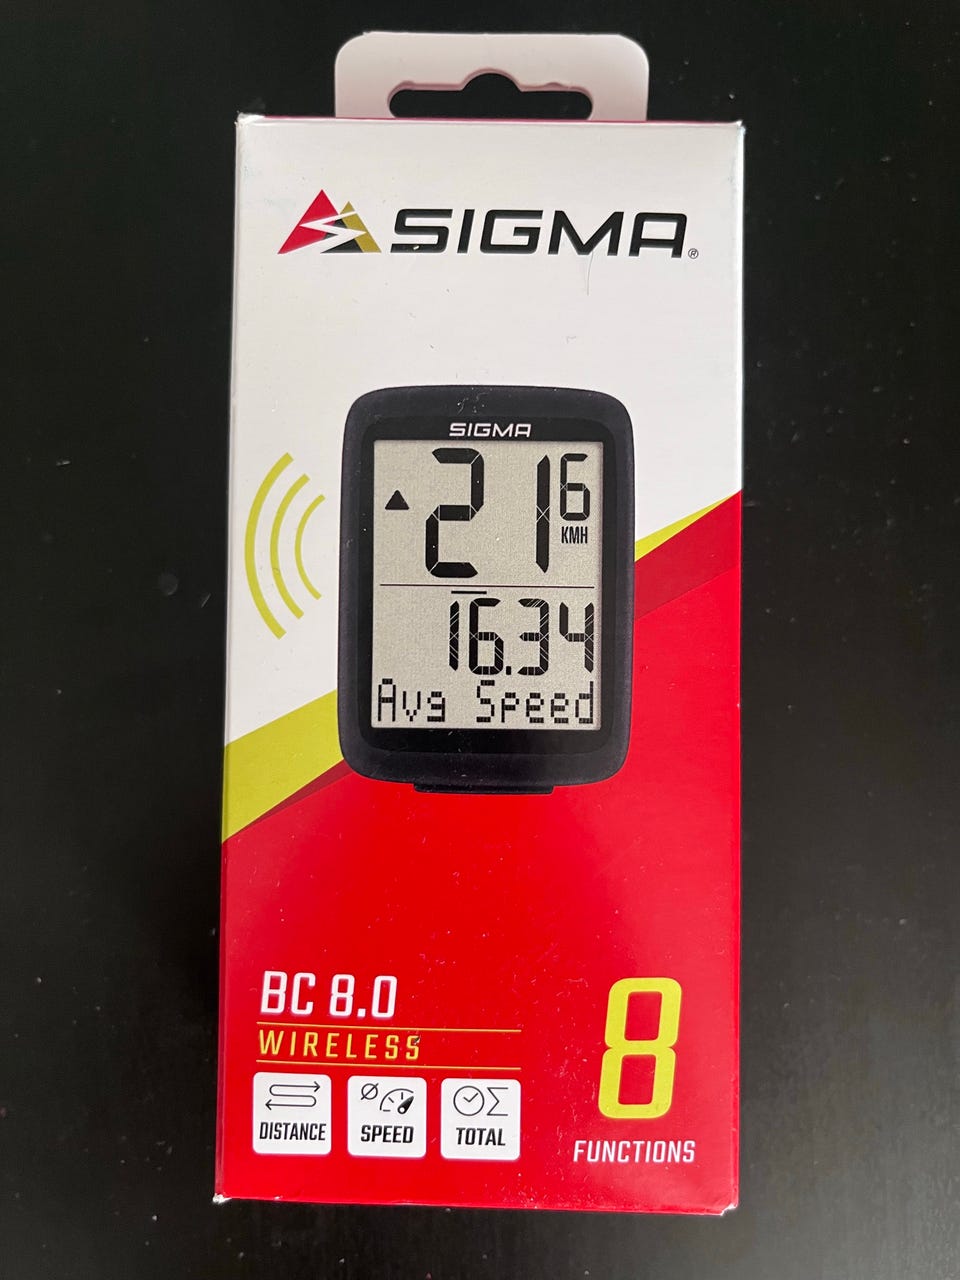 SIGMA®
SIGMA
21 6
KMH
16.34
Avg Speed
BC 8.0
WIRELESS
8
FUNCTIONS
DISTANCE
SPEED
TOTAL